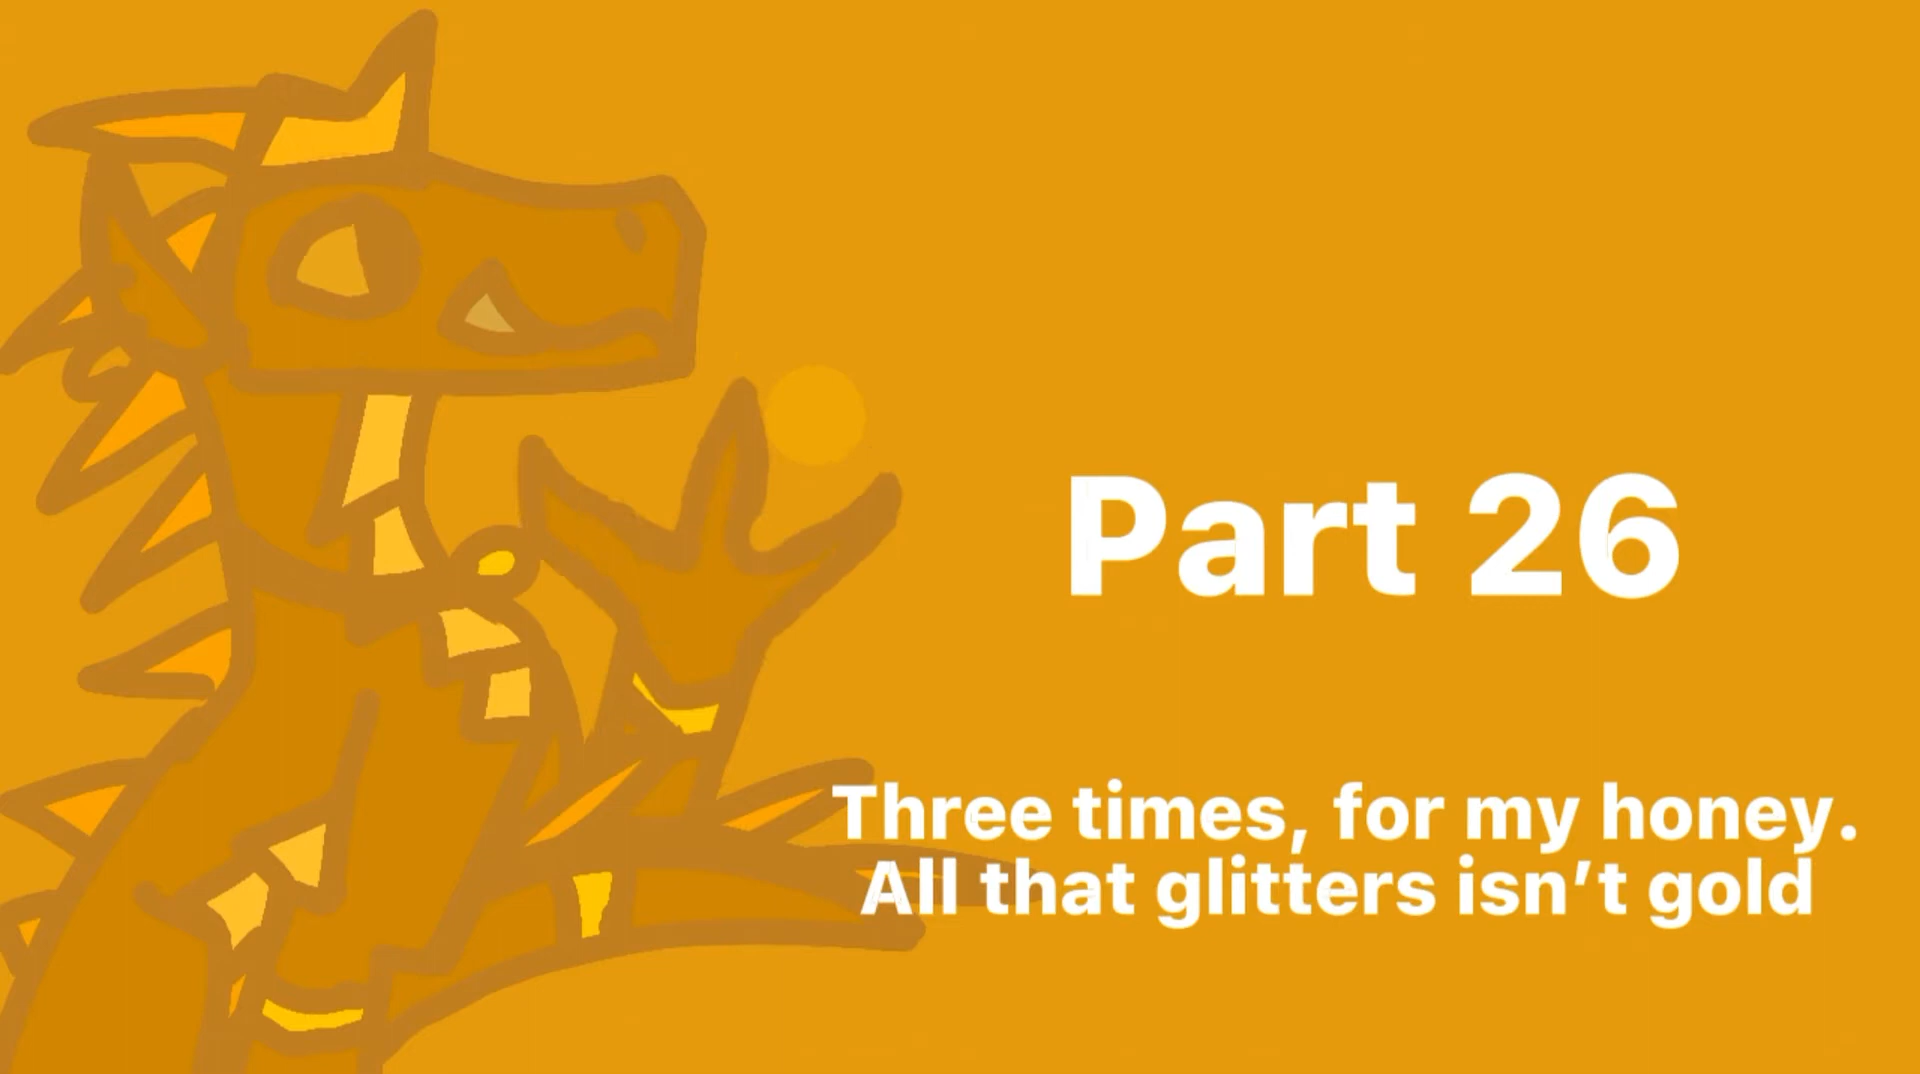 Part 26
Three times, for my honey.
All that glitters isn’t gold